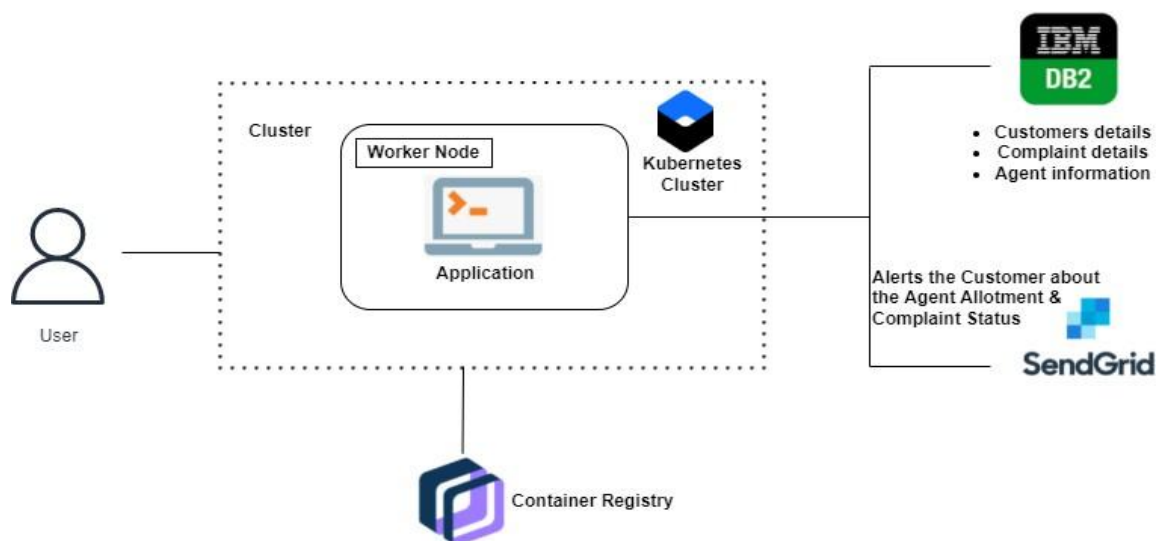 IBM
DB2
Customers details
Complaint details
Agent information
Cluster
Worker Node
Kubernetes
Cluster
Application
User
Alerts the Customer about
the Agent Allotment &
Complaint Status
SendGrid
Container Registry